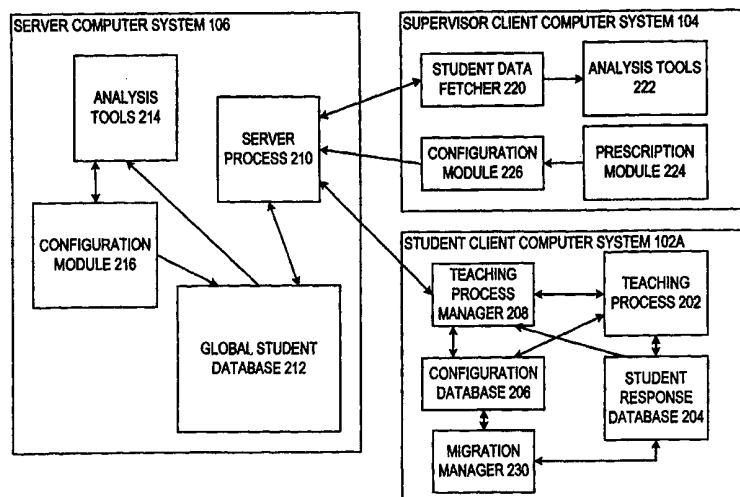 SERVER COMPUTER SYSTEM 106
ANALYSIS
TOOLS 214
SERVER
PROCESS 210
CONFIGURATION
MODULE 216
GLOBAL STUDENT
DATABASE 212
SUPERVISOR CLIENT COMPUTER SYSTEM 104
STUDENT DATA
FETCHER 220
ANALYSIS TOOLS
222
CONFIGURATION
MODULE 226
PRESCRIPTION
MODULE 224
STUDENT CLIENT COMPUTER SYSTEM 102A
TEACHING
PROCESS
MANAGER 208
TEACHING
PROCESS 202
CONFIGURATION
DATABASE 206
STUDENT
RESPONSE
DATABASE 204
MIGRATION
MANAGER 230